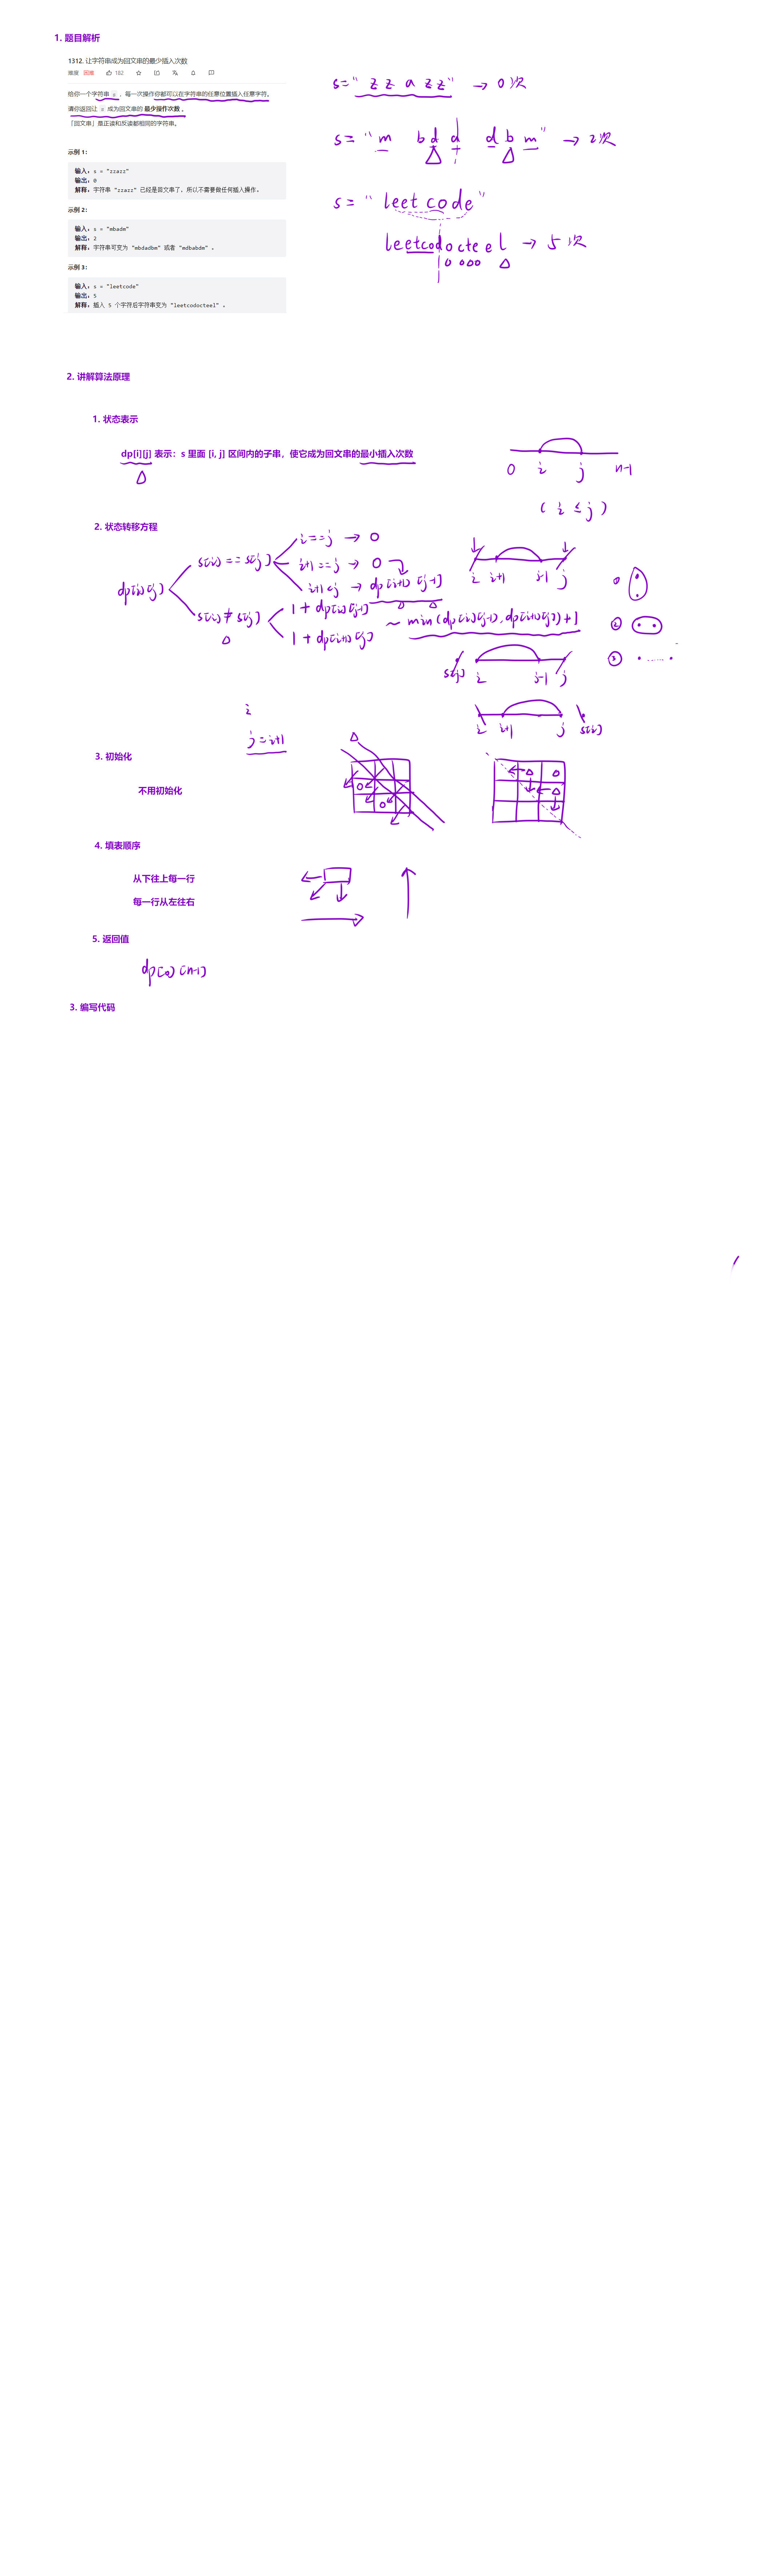 1. 题目解析
1312. 让字符串成为回文串的最少插入次数
难度 困难 182
给你一个字符串 s ，每一次操作你都可以在字符串的任意位置插入任意字符。
请你返回让 s 成为回文串的 最少操作次数 。
「回文串」是正读和反读都相同的字符串。
示例 1：
输入：s = "zzazz"
输出：0
解释：字符串 "zzazz" 已经是回文串了，所以不需要做任何插入操作。
示例 2：
输入：s = "mbadm"
输出：2
解释：字符串可变为 "mbdadbm" 或者 "mdbabdm" 。
示例 3：
输入：s = "leetcode"
输出：5
解释：插入 5 个字符后字符串变为 "leetcodocteel" 。
s = " z z a z z " → 0 次
s = " m b d d d b m " → 2次
s = " leet code "
leetcodocteel → 5 次
2. 讲解算法原理
1. 状态表示
dp[i][j] 表示：s 里面 [i, j] 区间内的子串，使它成为回文串的最小插入次数
0 i j n-1
( i ≤ j )
2. 状态转移方程
dp[i][j]
s[i] == s[j]
i == j → 0
i+1 == j → 0
i+1 < j → dp[i+1][j-1]
s[i] ≠ s[j]
1 + dp[i][j-1]
1 + dp[i+1][j]
~ min(dp[i][j-1], dp[i+1][j]) + 1
i i+1 j-1 j
①
②
③
s[j] i j-1 j
i i+1 j s[i]
i
j = i+1
3. 初始化
不用初始化
4. 填表顺序
从下往上每一行
每一行从左往右
5. 返回值
dp[0][n-1]
3. 编写代码